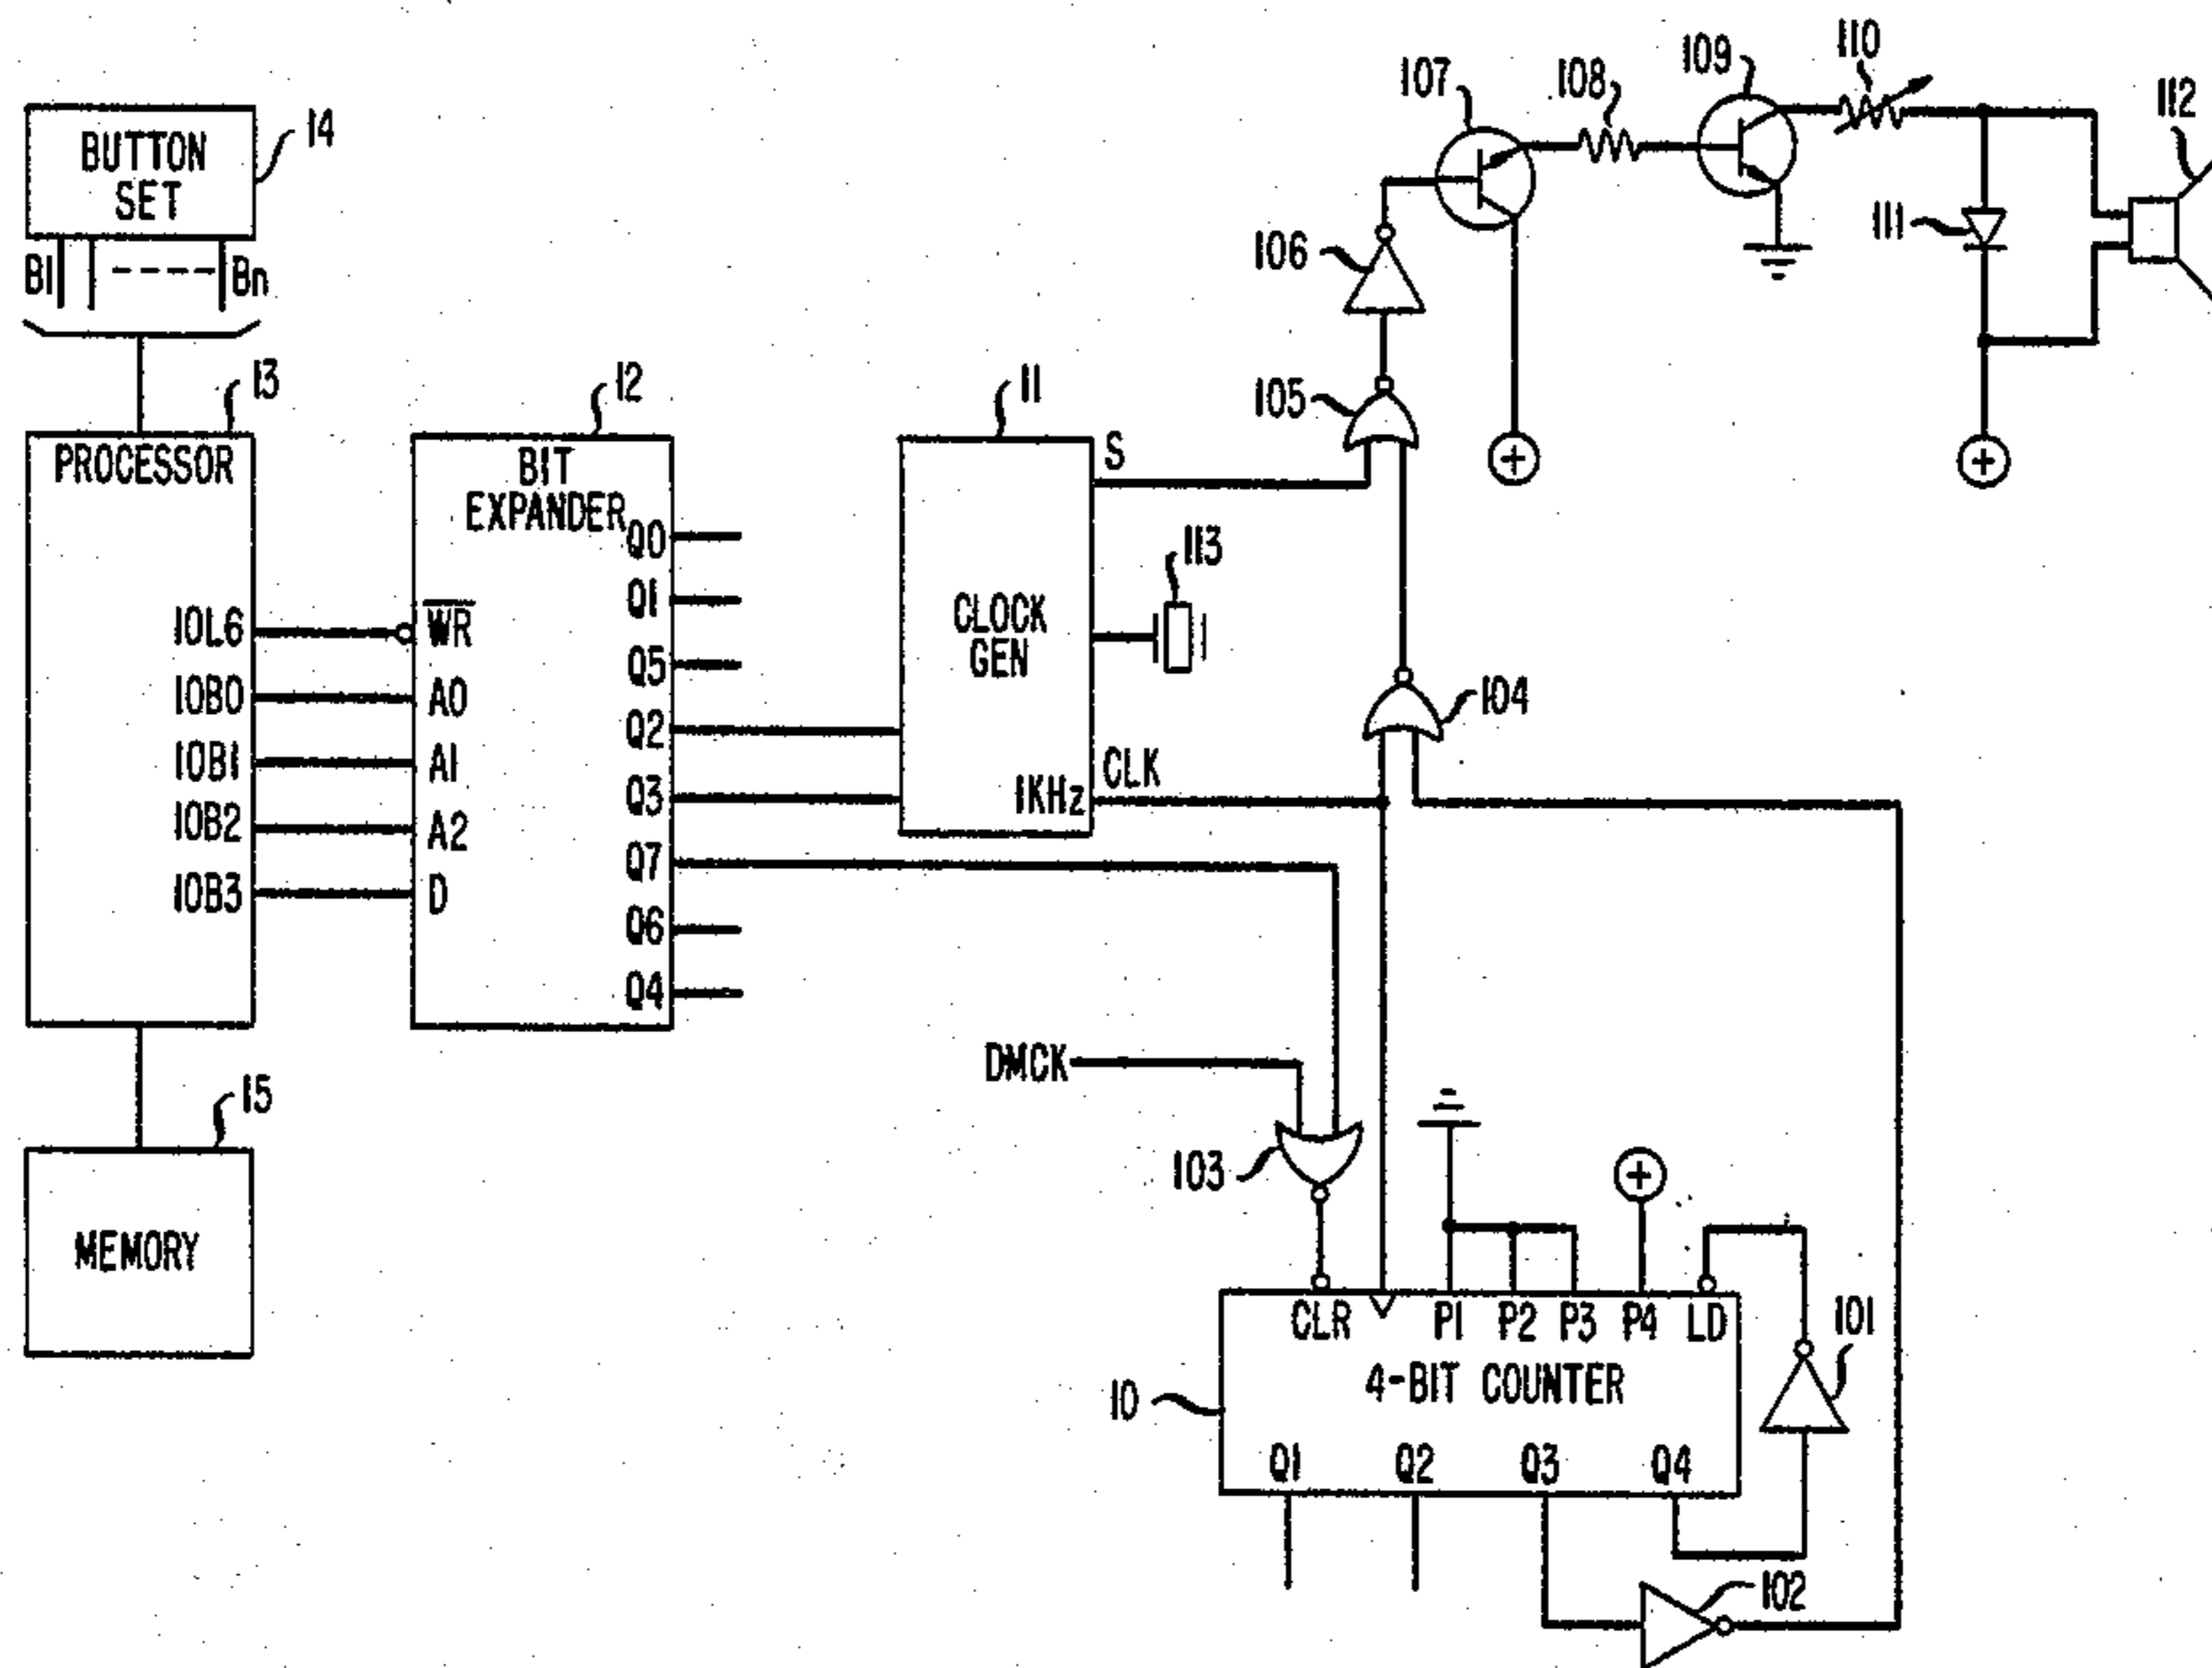 BUTTON
SET
14
B1
Bn
13
PROCESSOR
IOL6
IOB0
IOB1
IOB2
IOB3
15
MEMORY
12
BIT
EXPANDER
WR
A0
A1
A2
D
Q0
Q1
Q5
Q2
Q3
Q7
Q6
Q4
11
CLOCK
GEN
S
CLK
1KHz
113
107
108
109
110
112
111
106
105
104
+
+
DMCK
103
+
CLR
P1
P2
P3
P4
LD
101
4-BIT COUNTER
10
Q1
Q2
Q3
Q4
102